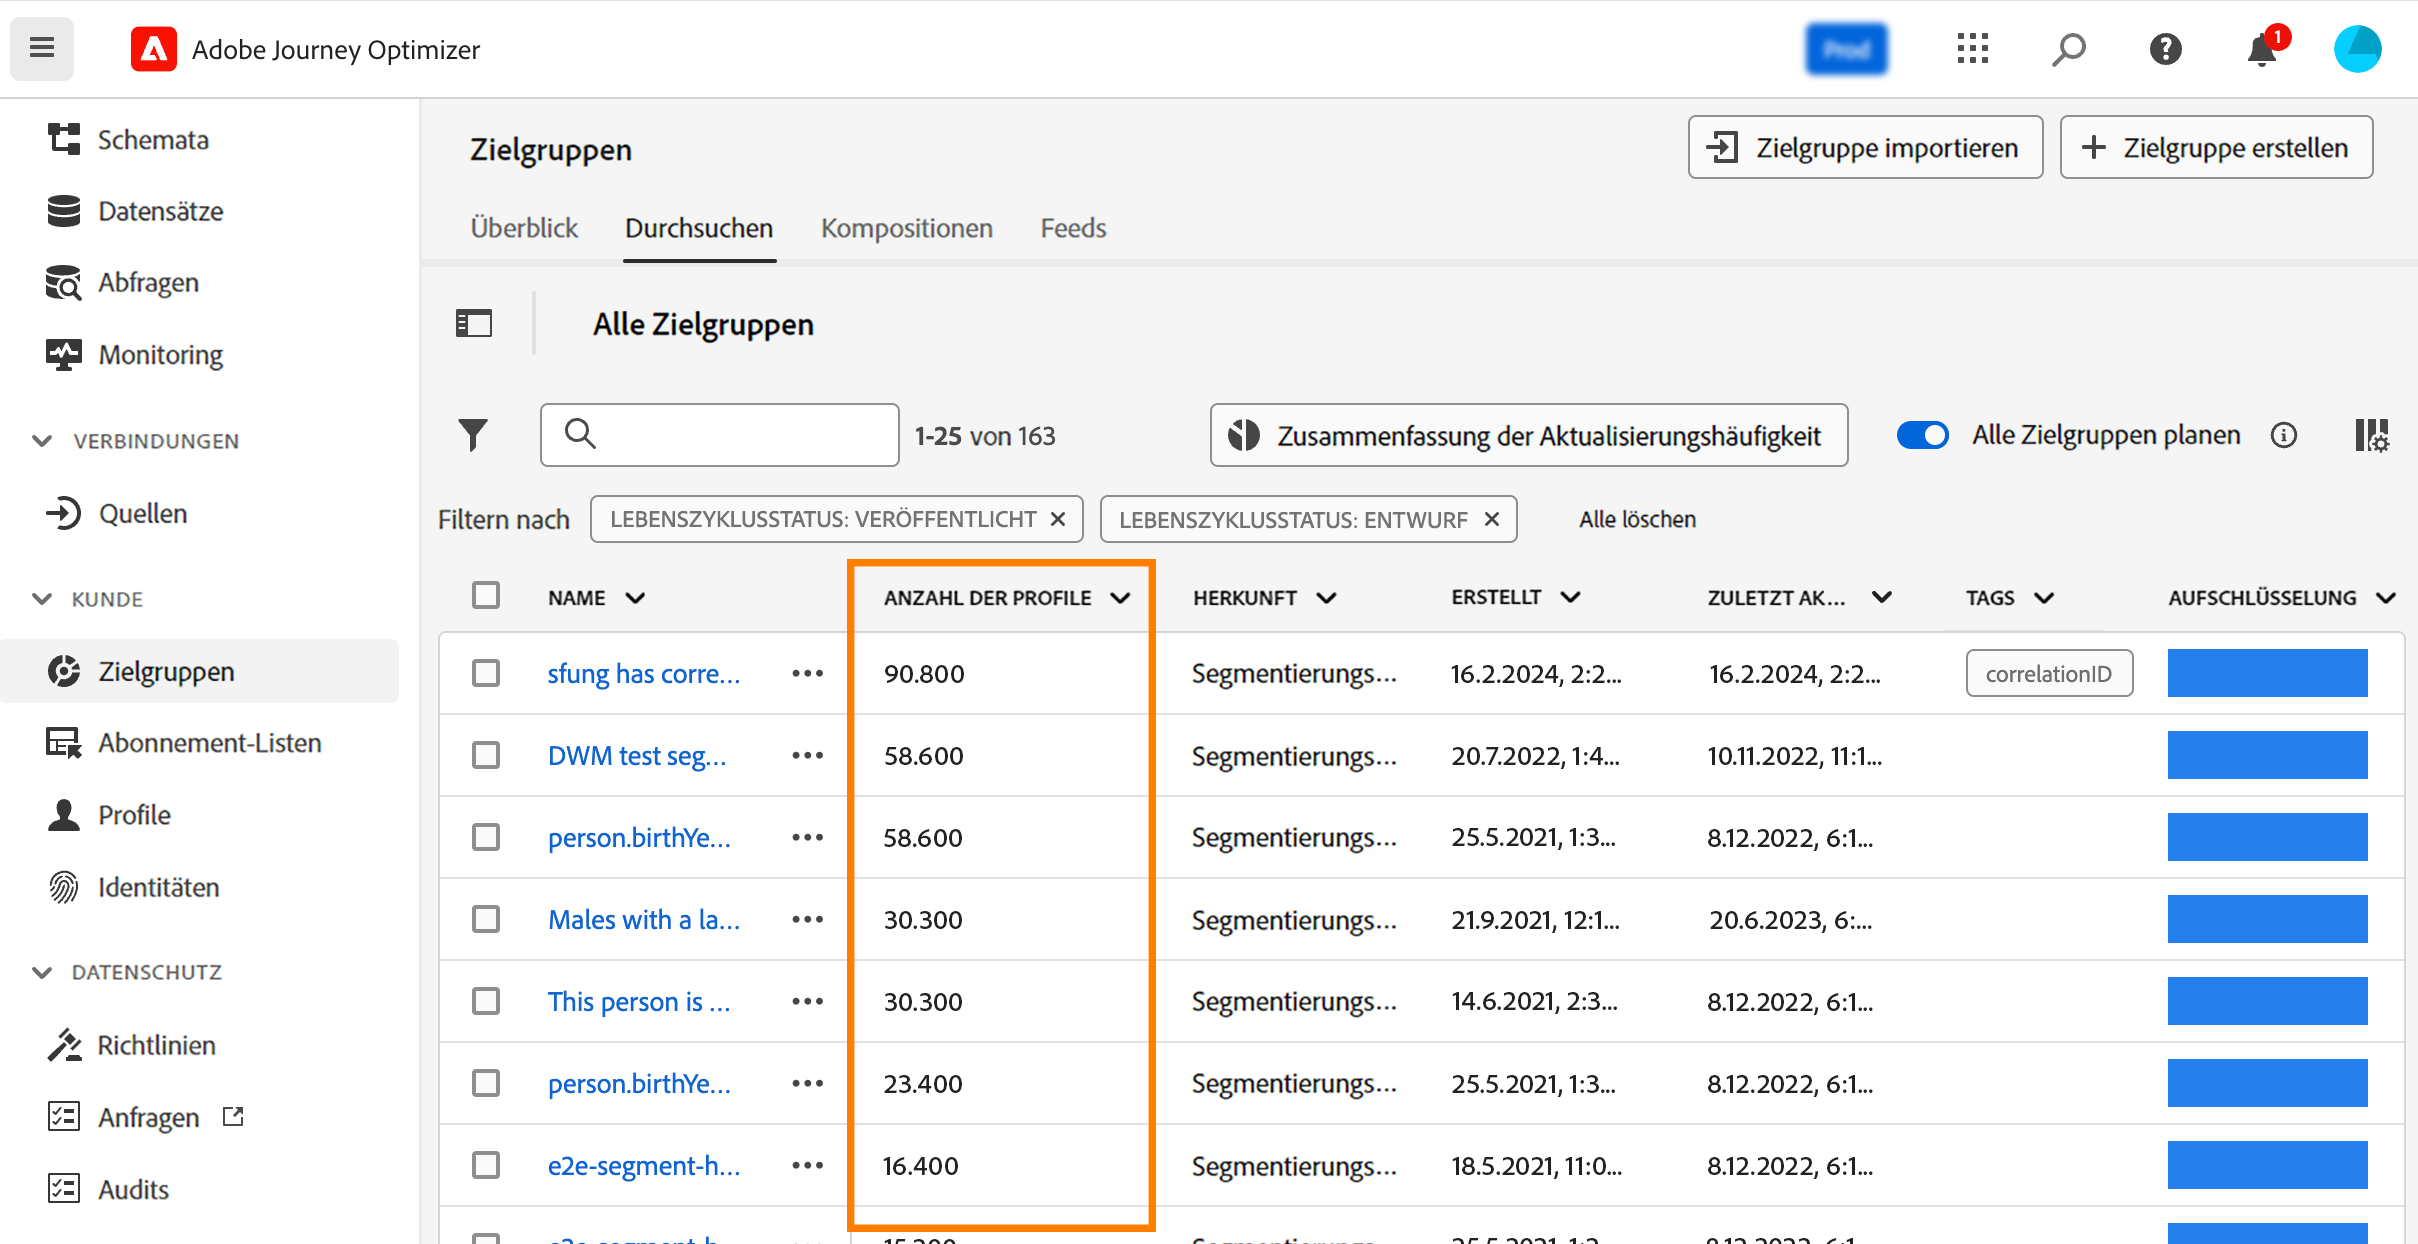 Adobe Journey Optimizer
Prod
1
Schemata
Datensätze
Abfragen
Monitoring
VERBINDUNGEN
Quellen
KUNDE
Zielgruppen
Abonnement-Listen
Profile
Identitäten
DATENSCHUTZ
Richtlinien
Anfragen
Audits
Zielgruppen
Zielgruppe importieren
Zielgruppe erstellen
Überblick Durchsuchen Kompositionen Feeds
Alle Zielgruppen
1-25 von 163
Zusammenfassung der Aktualisierungshäufigkeit
Alle Zielgruppen planen
Filtern nach LEBENSZYKLUSSTATUS: VERÖFFENTLICHT LEBENSZYKLUSSTATUS: ENTWURF Alle löschen
NAME ANZAHL DER PROFILE HERKUNFT ERSTELLT ZULETZT AK... TAGS AUFSCHLÜSSELUNG
sfung has corre... 90.800 Segmentierungs... 16.2.2024, 2:2... 16.2.2024, 2:2... correlationID
DWM test seg... 58.600 Segmentierungs... 20.7.2022, 1:4... 10.11.2022, 11:1...
person.birthYe... 58.600 Segmentierungs... 25.5.2021, 1:3... 8.12.2022, 6:1...
Males with a la... 30.300 Segmentierungs... 21.9.2021, 12:1... 20.6.2023, 6:...
This person is ... 30.300 Segmentierungs... 14.6.2021, 2:3... 8.12.2022, 6:1...
person.birthYe... 23.400 Segmentierungs... 25.5.2021, 1:3... 8.12.2022, 6:1...
e2e-segment-h... 16.400 Segmentierungs... 18.5.2021, 11:0... 8.12.2022, 6:1...